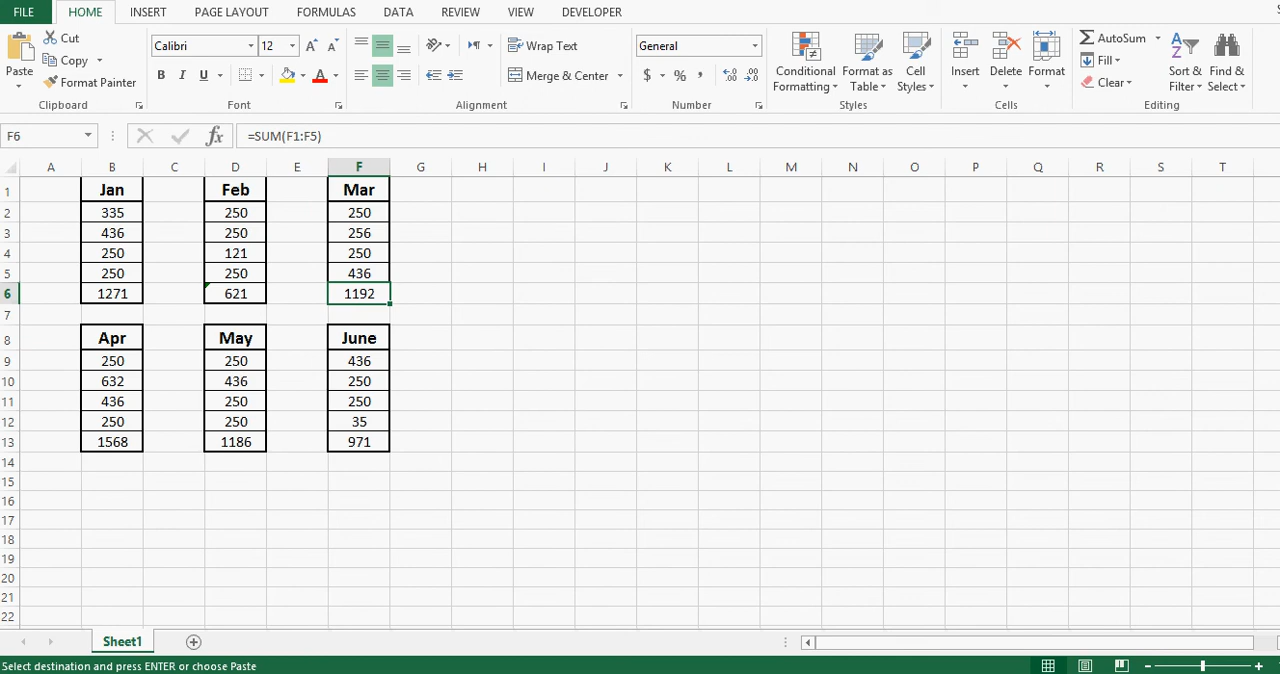 FILE HOME INSERT PAGE LAYOUT FORMULAS DATA REVIEW VIEW DEVELOPER
Cut
Copy
Format Painter
Paste
Clipboard
Calibri 12
B I U
Font
Wrap Text
Merge & Center
Alignment
General
$ % ,
Number
Conditional Formatting
Format as Table
Cell Styles
Styles
Insert Delete Format
Cells
AutoSum
Fill
Clear
Sort & Filter
Find & Select
Editing
F6 fx =SUM(F1:F5)
A B C D E F G H I J K L M N O P Q R S T
1 Jan Feb Mar
2 335 250 250
3 436 250 256
4 250 121 250
5 250 250 436
6 1271 621 1192
7
8 Apr May June
9 250 250 436
10 632 436 250
11 436 250 250
12 250 250 35
13 1568 1186 971
14
15
16
17
18
19
20
21
22
Sheet1
Select destination and press ENTER or choose Paste